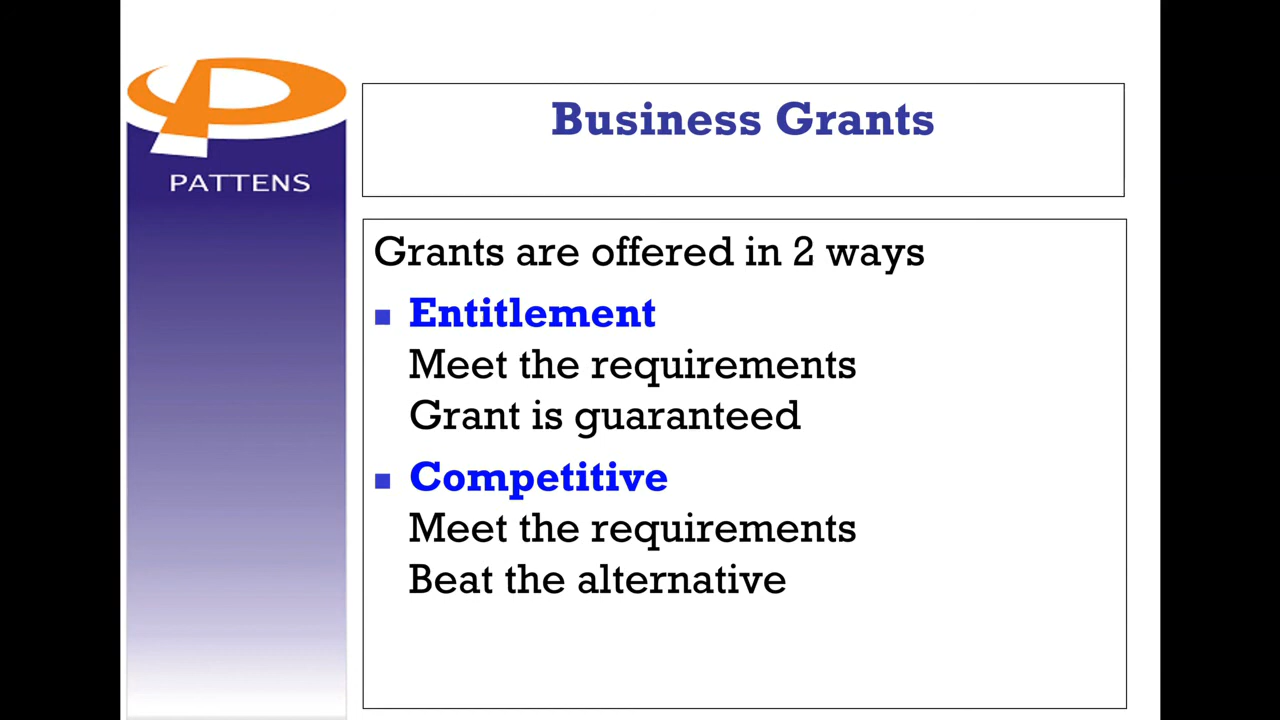 PATTENS
Business Grants
Grants are offered in 2 ways
Entitlement
Meet the requirements
Grant is guaranteed
Competitive
Meet the requirements
Beat the alternative